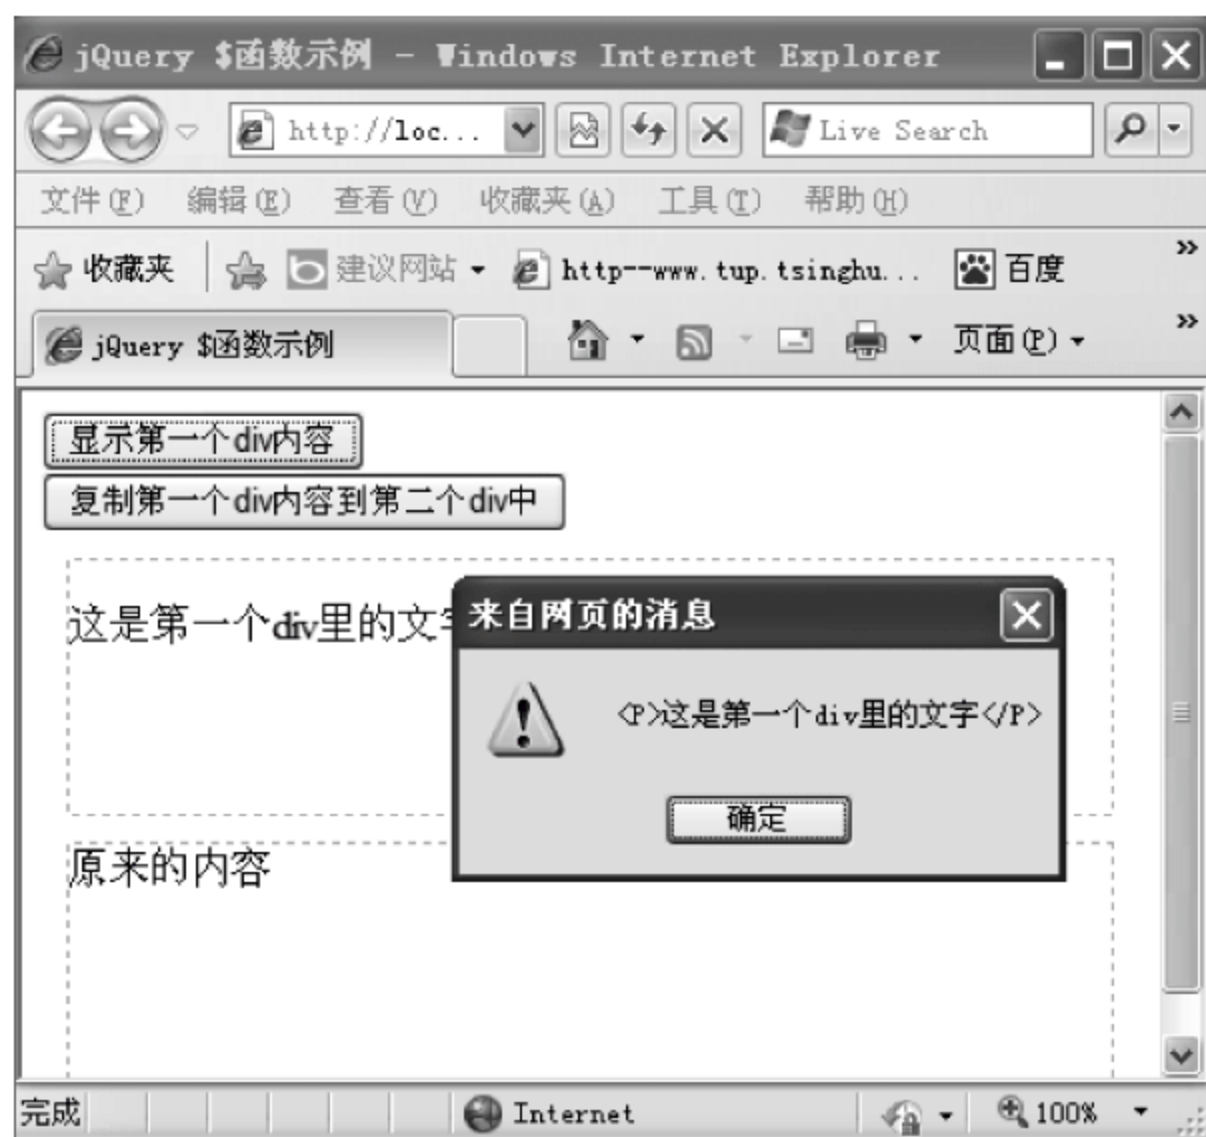 jQuery $函数示例 - Windows Internet Explorer
http://loc... Live Search
文件(F) 编辑(E) 查看(V) 收藏夹(A) 工具(T) 帮助(H)
收藏夹 建议网站 http--www.tup.tsinghu... 百度 »
jQuery $函数示例 页面(P) »
显示第一个div内容
复制第一个div内容到第二个div中
这是第一个div里的文字
来自网页的消息
<P>这是第一个div里的文字</P>
确定
原来的内容
完成 Internet 100%